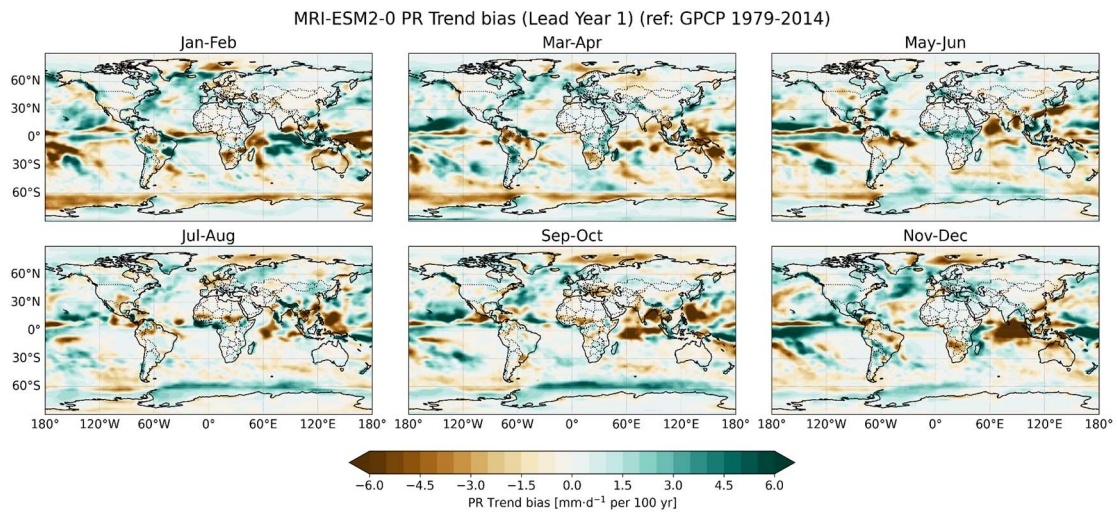 MRI-ESM2-0 PR Trend bias (Lead Year 1) (ref: GPCP 1979-2014)
Jan-Feb Mar-Apr May-Jun
60°N
30°N
0°
30°S
60°S
Jul-Aug Sep-Oct Nov-Dec
60°N
30°N
0°
30°S
60°S
180° 120°W 60°W 0° 60°E 120°E 180° 120°W 60°W 0° 60°E 120°E 180° 120°W 60°W 0° 60°E 120°E 180°
−6.0 −4.5 −3.0 −1.5 0.0 1.5 3.0 4.5 6.0
PR Trend bias [mm·d⁻¹ per 100 yr]